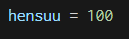 hensuu = 100